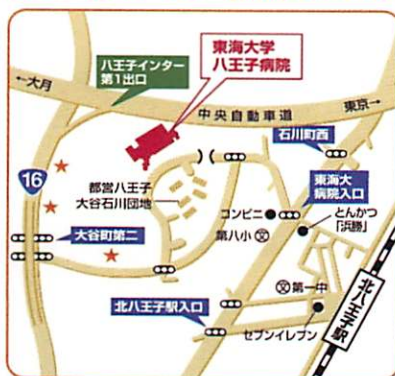 八王子インター
第1出口
東海大学
八王子病院
←大月
中央自動車道
東京→
石川町西
16
都営八王子
大谷石川団地
東海大
病院入口
コンビニ
とんかつ
「浜勝」
大谷町第二
第八小 文
文 第一中
北八王子駅入口
セブンイレブン
北八王子駅